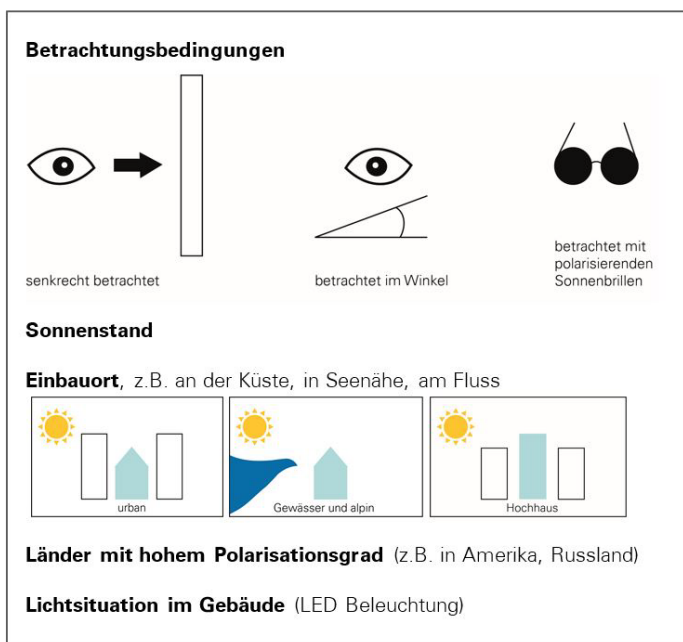 Betrachtungsbedingungen
senkrecht betrachtet
betrachtet im Winkel
betrachtet mit
polarisierenden
Sonnenbrillen
Sonnenstand
Einbauort, z.B. an der Küste, in Seenähe, am Fluss
urban
Gewässer und alpin
Hochhaus
Länder mit hohem Polarisationsgrad (z.B. in Amerika, Russland)
Lichtsituation im Gebäude (LED Beleuchtung)